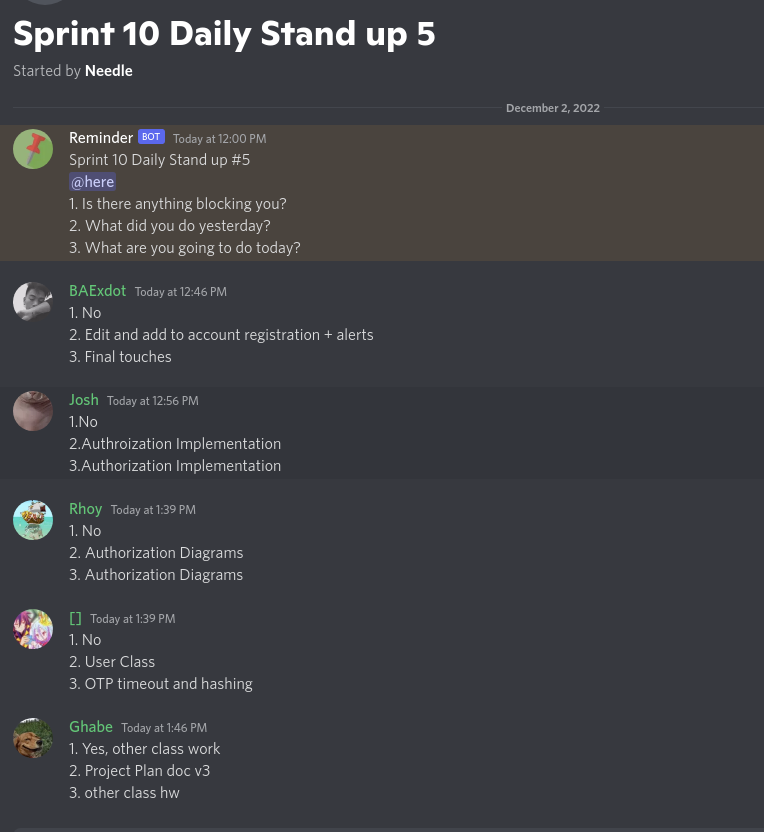 Sprint 10 Daily Stand up 5
Started by Needle
December 2, 2022
Reminder BOT Today at 12:00 PM
Sprint 10 Daily Stand up #5
@here
1. Is there anything blocking you?
2. What did you do yesterday?
3. What are you going to do today?
BAExdot Today at 12:46 PM
1. No
2. Edit and add to account registration + alerts
3. Final touches
Josh Today at 12:56 PM
1.No
2.Authroization Implementation
3.Authorization Implementation
Rhoy Today at 1:39 PM
1. No
2. Authorization Diagrams
3. Authorization Diagrams
[] Today at 1:39 PM
1. No
2. User Class
3. OTP timeout and hashing
Ghabe Today at 1:46 PM
1. Yes, other class work
2. Project Plan doc v3
3. other class hw